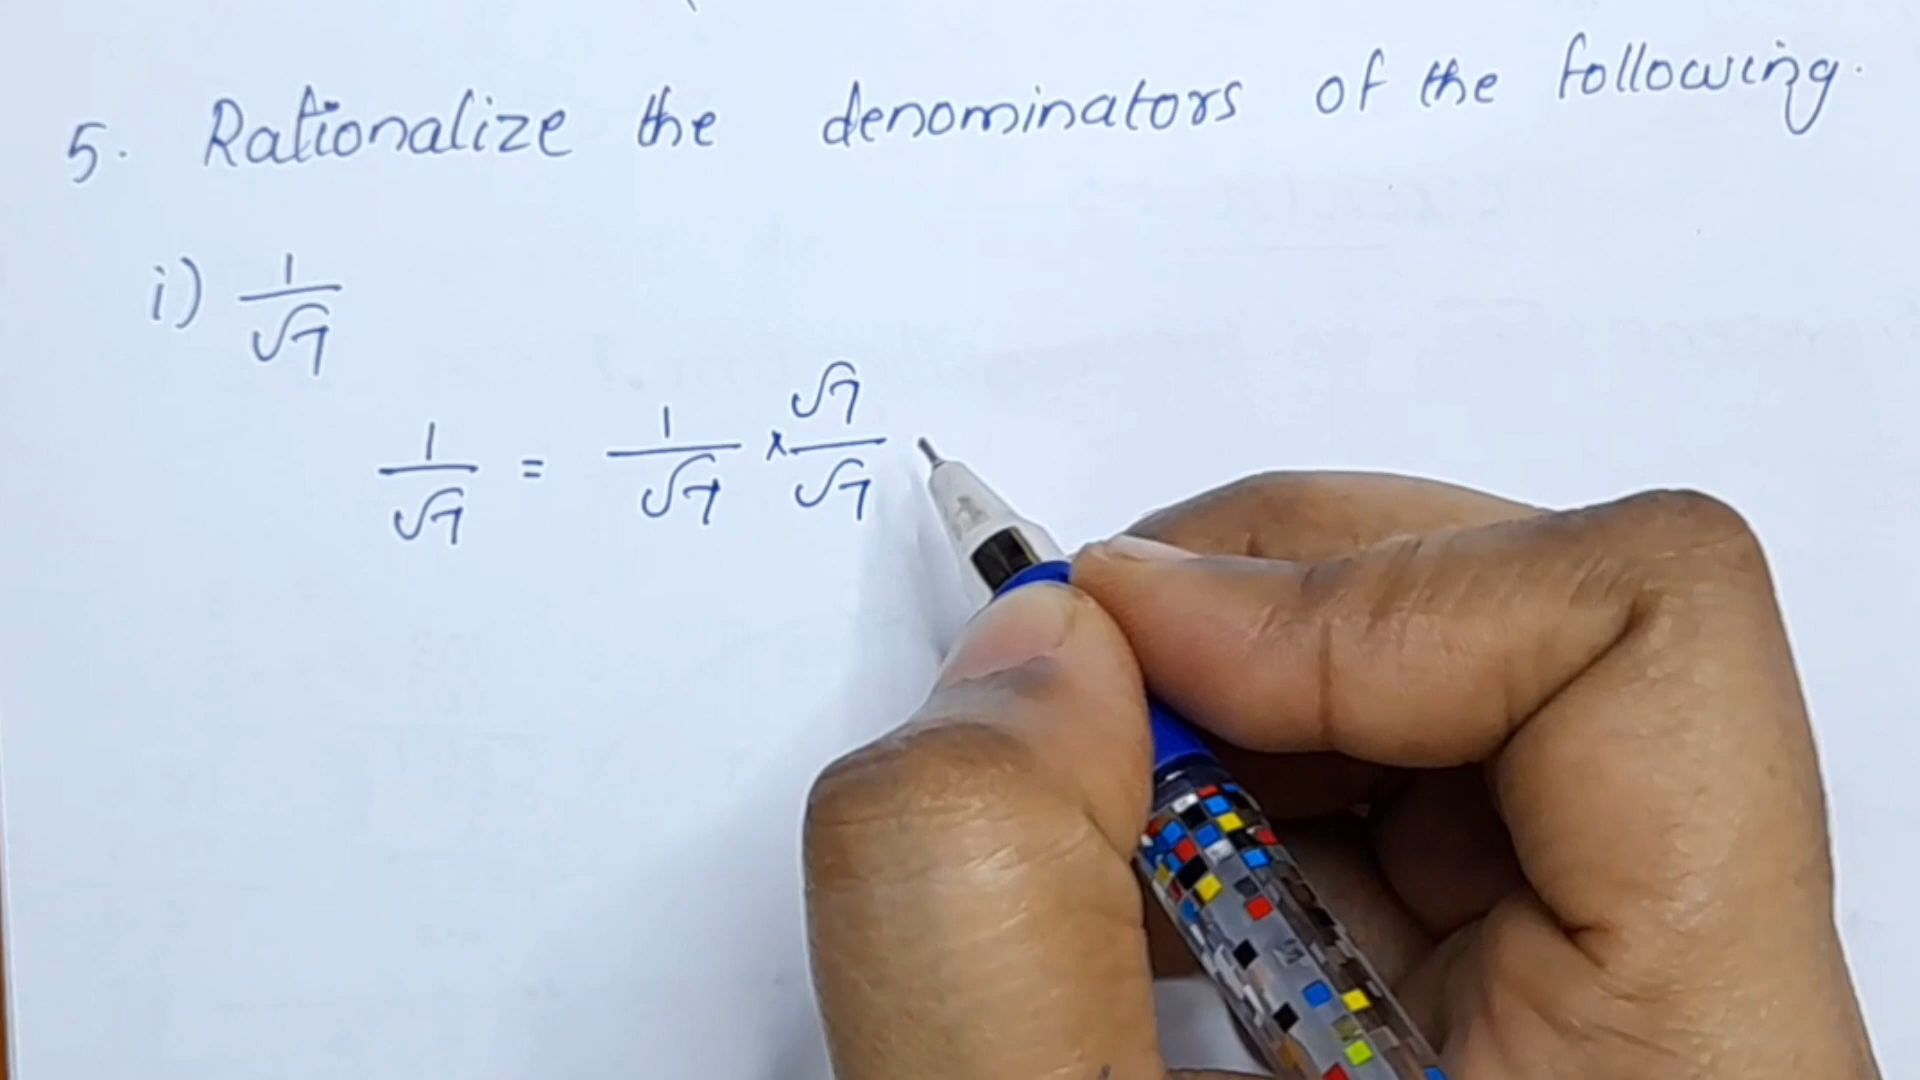 5. Rationalize the denominators of the following.
i) 1/√7
1/√7 = 1/√7 × √7/√7